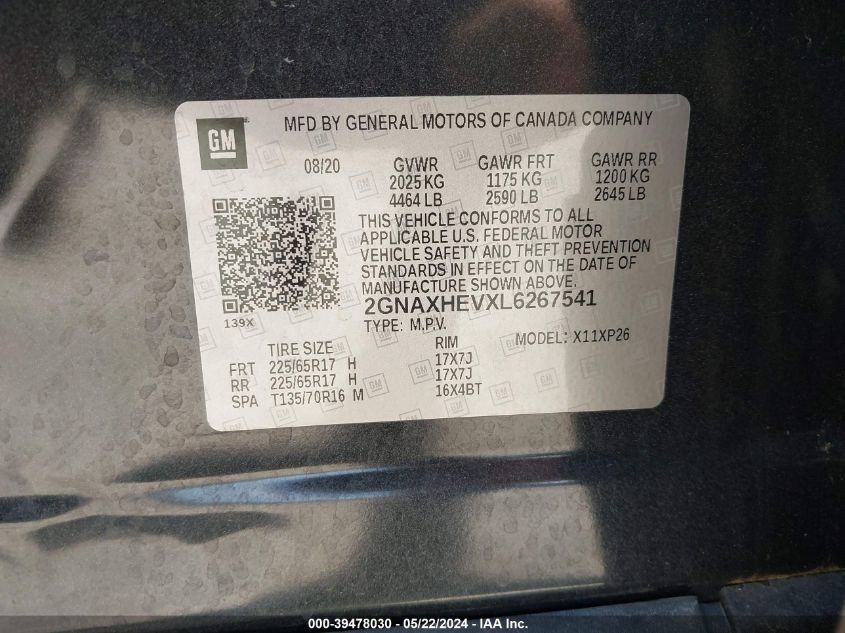 GM
MFD BY GENERAL MOTORS OF CANADA COMPANY
08/20 GVWR GAWR FRT GAWR RR
2025 KG 1175 KG 1200 KG
4464 LB 2590 LB 2645 LB
THIS VEHICLE CONFORMS TO ALL
APPLICABLE U.S. FEDERAL MOTOR
VEHICLE SAFETY AND THEFT PREVENTION
STANDARDS IN EFFECT ON THE DATE OF
MANUFACTURE SHOWN ABOVE.
2GNAXHEVXL6267541
139X
TYPE: M.P.V. MODEL: X11XP26
TIRE SIZE RIM
FRT 225/65R17 H 17X7J
RR 225/65R17 H 17X7J
SPA T135/70R16 M 16X4BT
000-39478030 - 05/22/2024 - IAA Holdings, LLC.